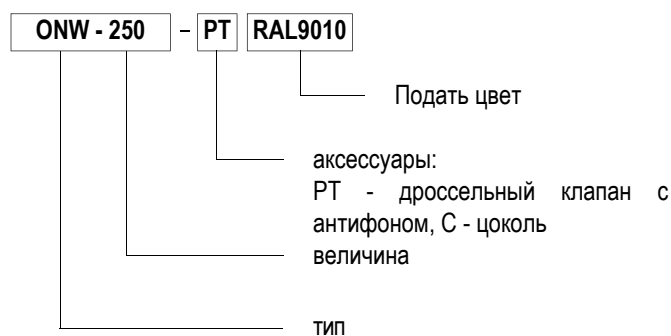 ONW - 250 - PT RAL9010
Подать цвет
аксессуары:
PT - дроссельный клапан с
антифоном, С - цоколь
величина
тип